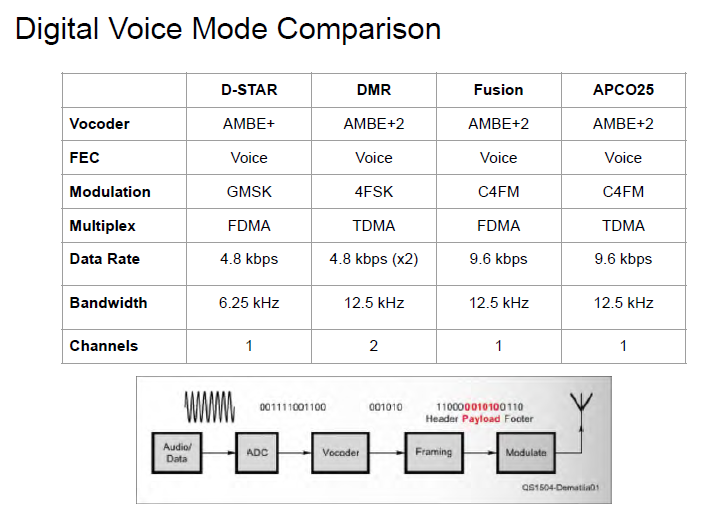 Digital Voice Mode Comparison
D-STAR DMR Fusion APCO25
Vocoder AMBE+ AMBE+2 AMBE+2 AMBE+2
FEC Voice Voice Voice Voice
Modulation GMSK 4FSK C4FM C4FM
Multiplex FDMA TDMA FDMA TDMA
Data Rate 4.8 kbps 4.8 kbps (x2) 9.6 kbps 9.6 kbps
Bandwidth 6.25 kHz 12.5 kHz 12.5 kHz 12.5 kHz
Channels 1 2 1 1
001111001100 001010 110000010100110
Header Payload Footer
Audio/
Data
ADC Vocoder Framing Modulate
QS1504-Dematiia01